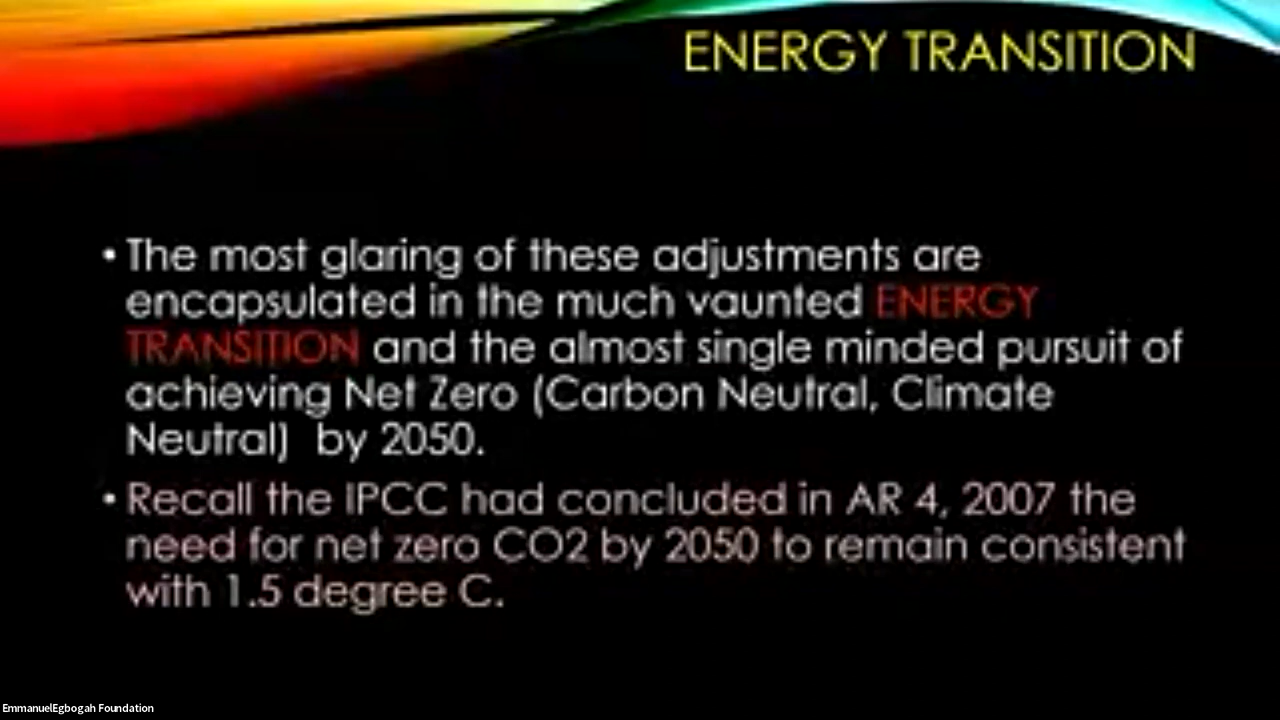 ENERGY TRANSITION
• The most glaring of these adjustments are
encapsulated in the much vaunted ENERGY
TRANSITION and the almost single minded pursuit of
achieving Net Zero (Carbon Neutral, Climate
Neutral) by 2050.
• Recall the IPCC had concluded in AR 4, 2007 the
need for net zero CO2 by 2050 to remain consistent
with 1.5 degree C.
EmmanuelEgbogah Foundation